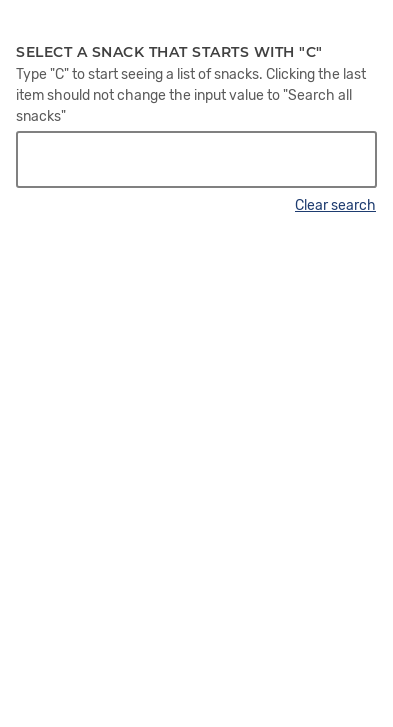 SELECT A SNACK THAT STARTS WITH "C"
Type "C" to start seeing a list of snacks. Clicking the last
item should not change the input value to "Search all
snacks"
Clear search